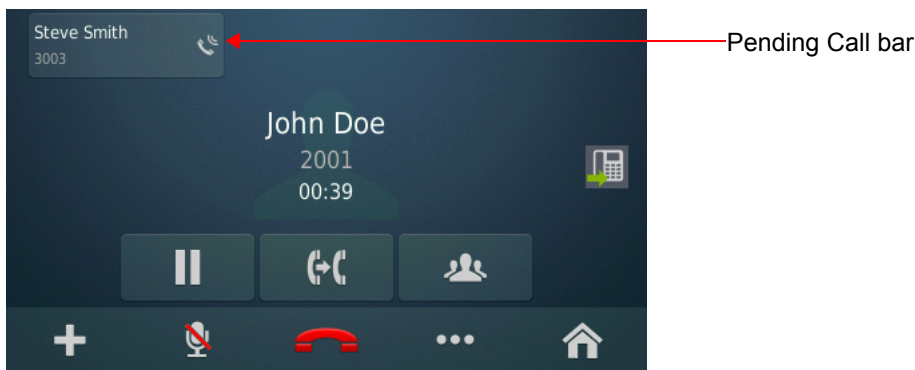 Steve Smith
3003
Pending Call bar
John Doe
2001
00:39